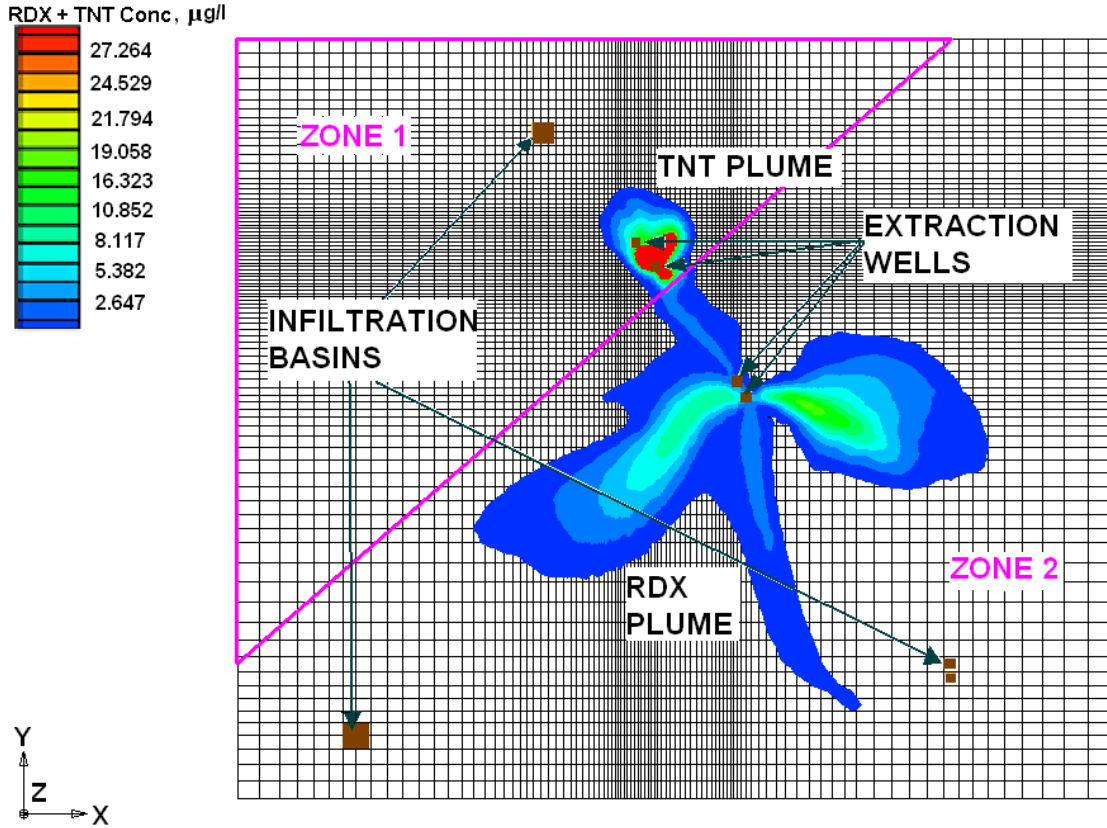 RDX + TNT Conc, μg/l
27.264
24.529
21.794
19.058
16.323
10.852
8.117
5.382
2.647
ZONE 1
TNT PLUME
EXTRACTION
WELLS
INFILTRATION
BASINS
RDX
PLUME
ZONE 2
Y
Z
X